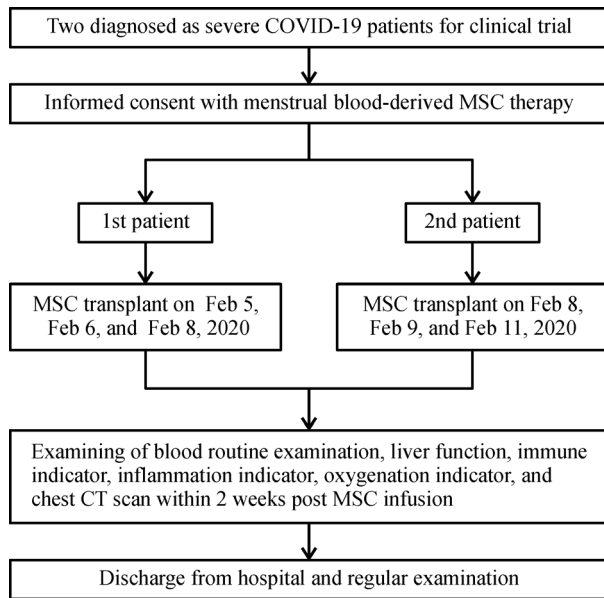 Two diagnosed as severe COVID-19 patients for clinical trial
Informed consent with menstrual blood-derived MSC therapy
1st patient
2nd patient
MSC transplant on Feb 5,
Feb 6, and Feb 8, 2020
MSC transplant on Feb 8,
Feb 9, and Feb 11, 2020
Examining of blood routine examination, liver function, immune
indicator, inflammation indicator, oxygenation indicator, and
chest CT scan within 2 weeks post MSC infusion
Discharge from hospital and regular examination